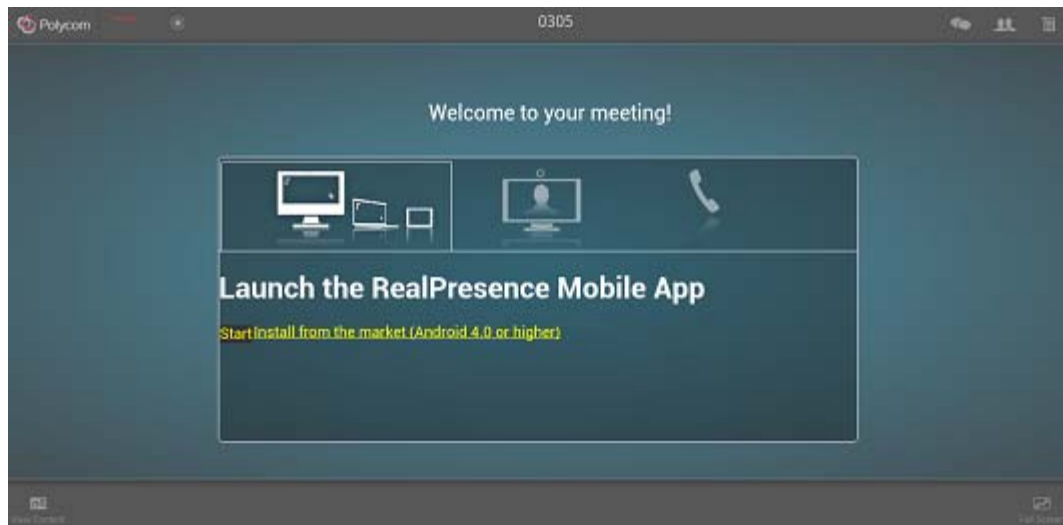 Polycom
0305
Welcome to your meeting!
Launch the RealPresence Mobile App
Start Install from the market (Android 4.0 or higher)